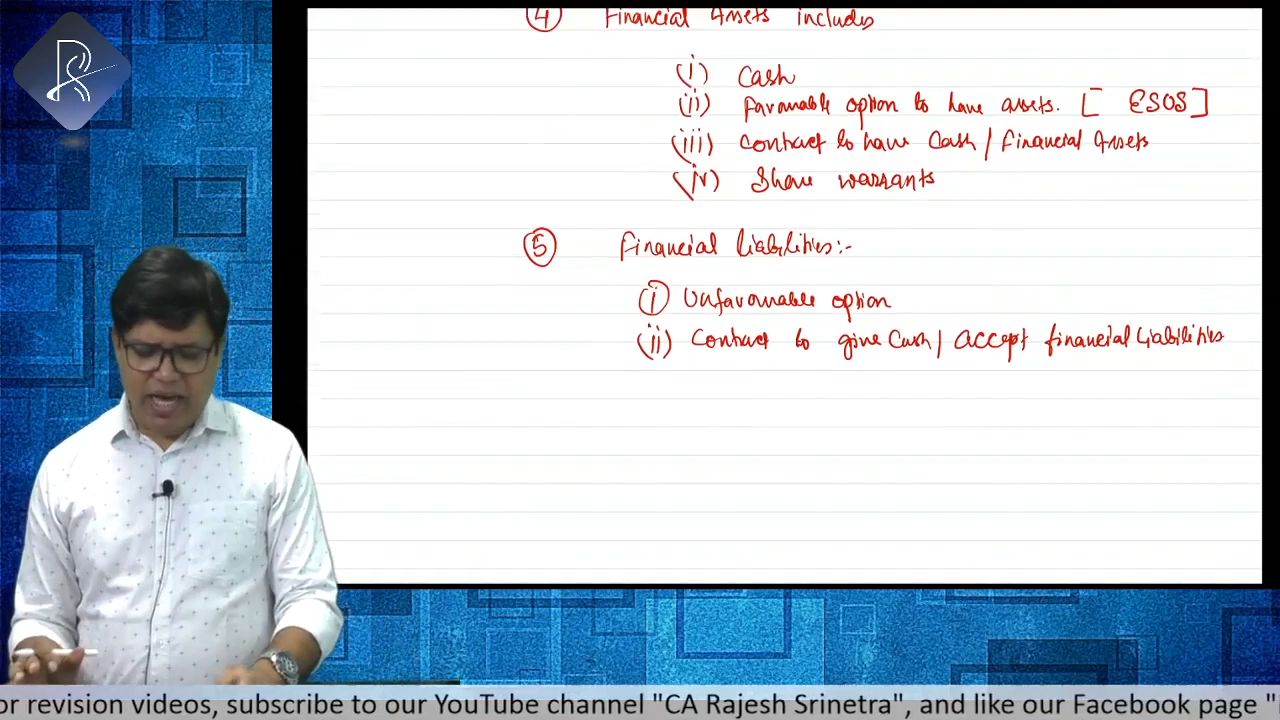 ④ Financial Assets includes
(i) Cash
(ii) Favourable option to have assets. [ ESOS ]
(iii) Contract to have Cash / Financial Assets
(iv) Share warrants
⑤ Financial liabilities:-
(i) Unfavourable option
(ii) Contract to give Cash / Accept financial liabilities
or revision videos, subscribe to our YouTube channel "CA Rajesh Srinetra", and like our Facebook page "